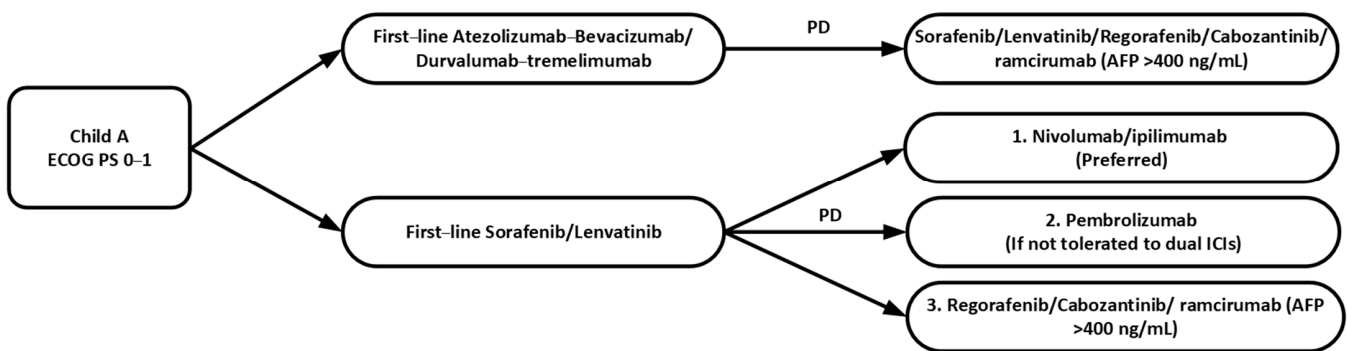 Child A
ECOG PS 0–1
First–line Atezolizumab–Bevacizumab/
Durvalumab–tremelimumab
PD
Sorafenib/Lenvatinib/Regorafenib/Cabozantinib/
ramcirumab (AFP >400 ng/mL)
First–line Sorafenib/Lenvatinib
PD
1. Nivolumab/ipilimumab
(Preferred)
2. Pembrolizumab
(If not tolerated to dual ICIs)
3. Regorafenib/Cabozantinib/ ramcirumab (AFP
>400 ng/mL)